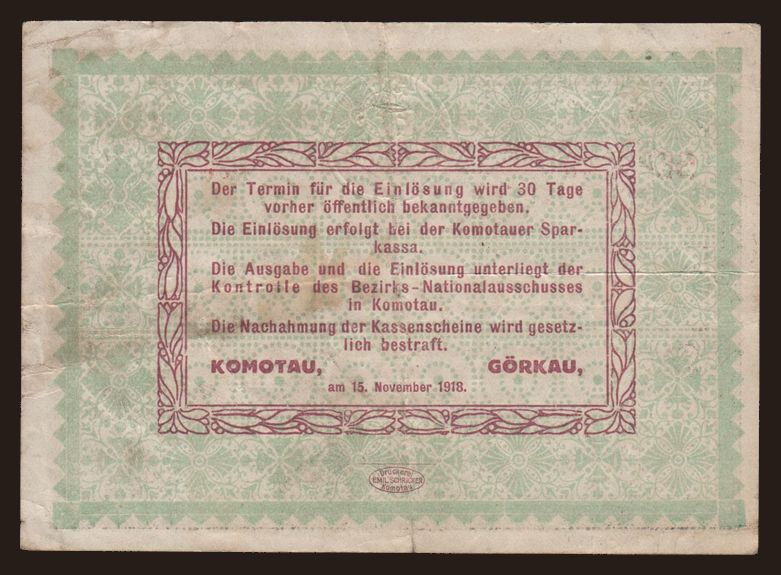 Der Termin für die Einlösung wird 30 Tage
vorher öffentlich bekanntgegeben.
Die Einlösung erfolgt bei der Komotauer Spar-
kassa.
Die Ausgabe und die Einlösung unterliegt der
Kontrolle des Bezirks-Nationalausschusses
in Komotau.
Die Nachahmung der Kassenscheine wird gesetz-
lich bestraft.
KOMOTAU, GÖRKAU,
am 15. November 1918.
Druckerei
EMIL SCHRICKER
Komotau